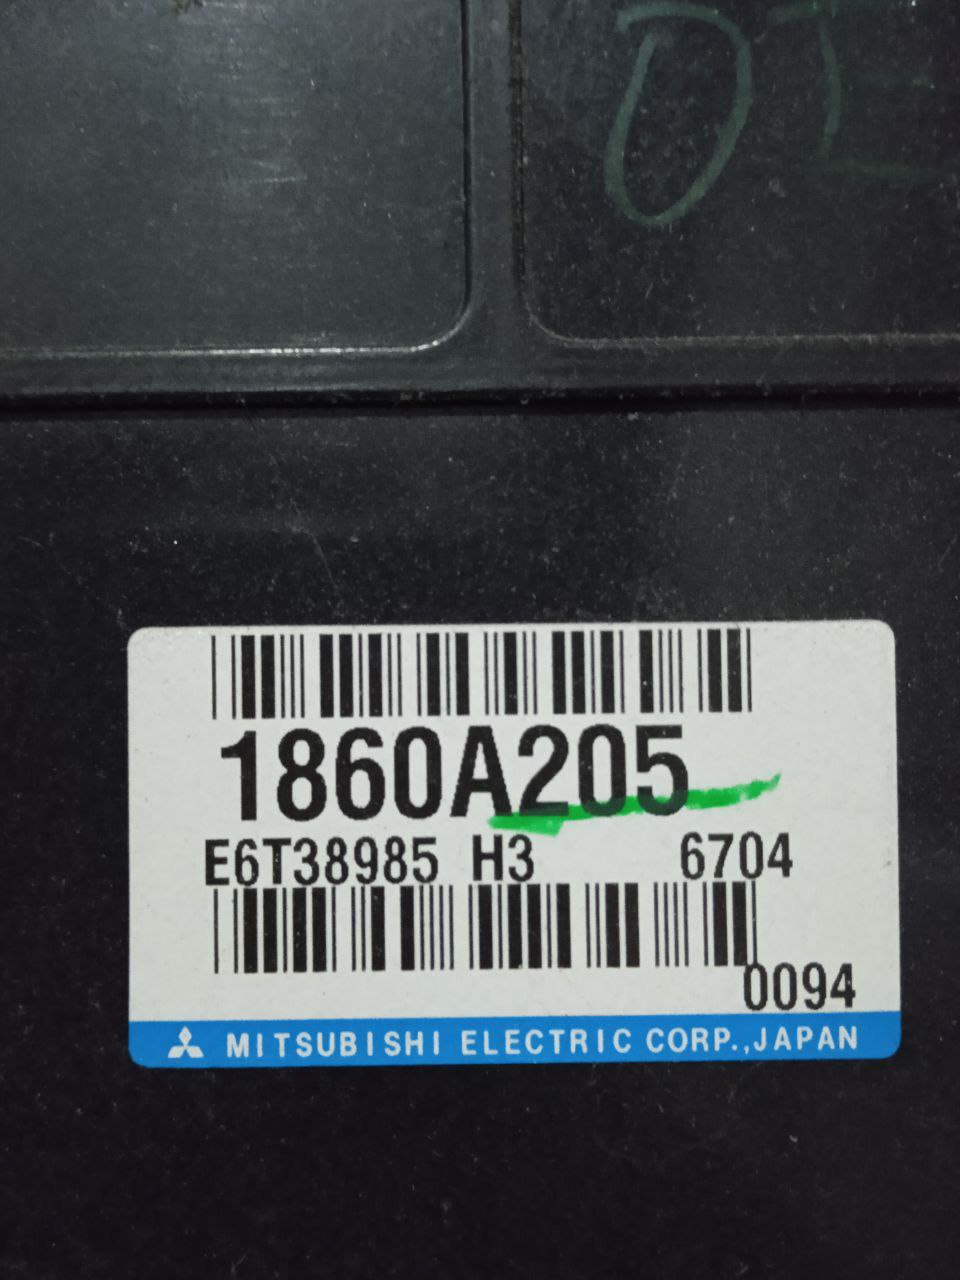 1860A205
E6T38985 H3 6704
0094
MITSUBISHI ELECTRIC CORP.,JAPAN